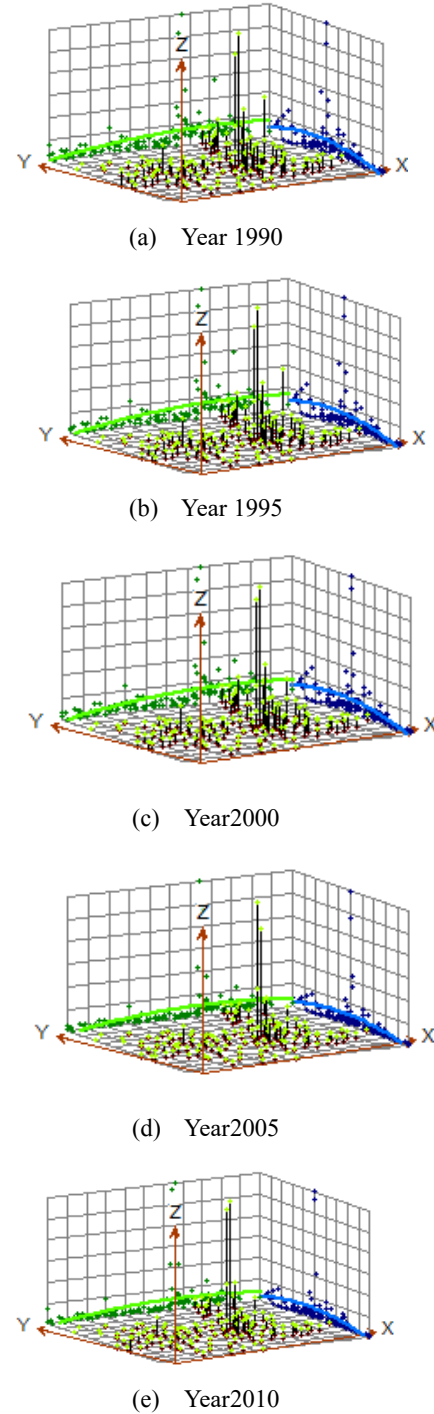 Z
Y
X
(a) Year 1990
Z
Y
X
(b) Year 1995
Z
Y
X
(c) Year2000
Z
Y
X
(d) Year2005
Z
Y
X
(e) Year2010